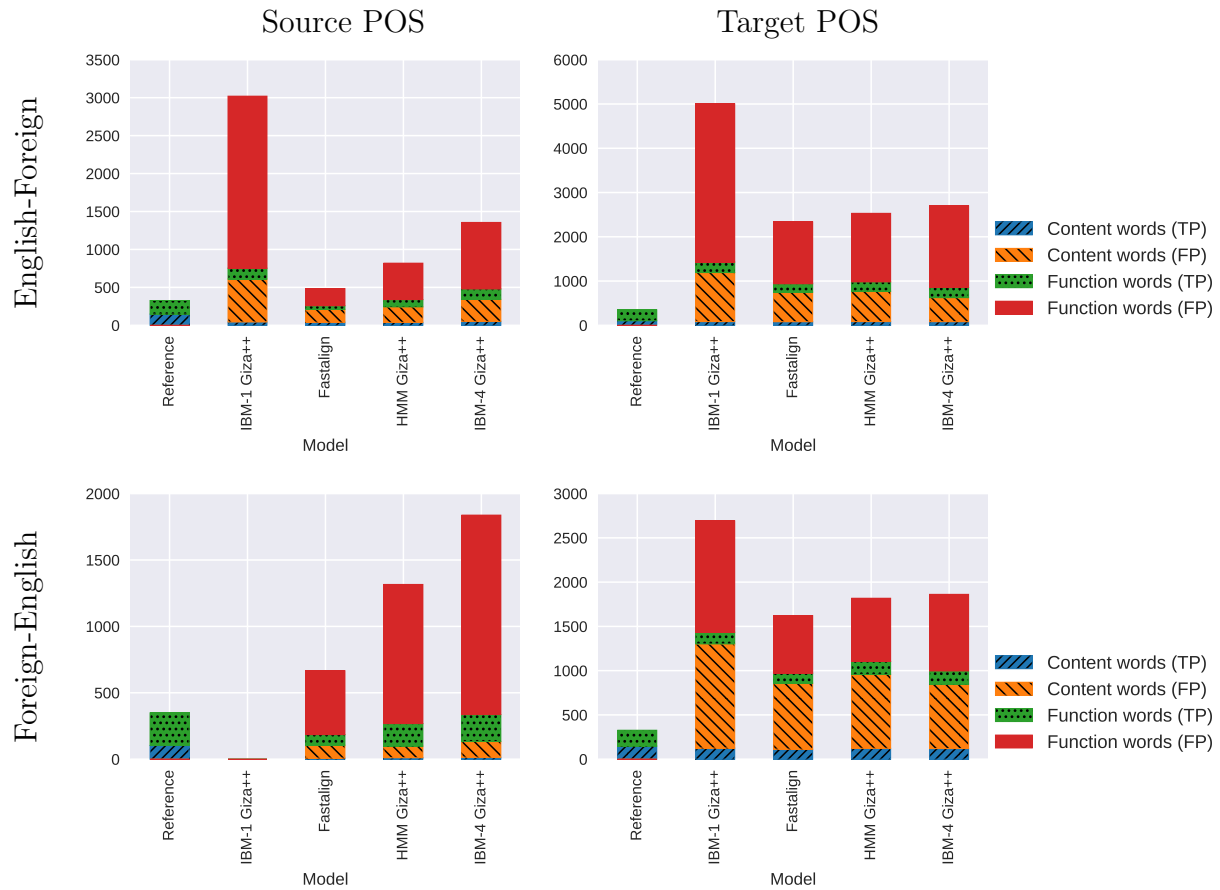 Source POS
Target POS
English-Foreign
3500
3000
2500
2000
1500
1000
500
0
Reference
IBM-1 Giza++
Fastalign
HMM Giza++
IBM-4 Giza++
Model
6000
5000
4000
3000
2000
1000
0
Reference
IBM-1 Giza++
Fastalign
HMM Giza++
IBM-4 Giza++
Model
Content words (TP)
Content words (FP)
Function words (TP)
Function words (FP)
Foreign-English
2000
1500
1000
500
0
Reference
IBM-1 Giza++
Fastalign
HMM Giza++
IBM-4 Giza++
Model
3000
2500
2000
1500
1000
500
0
Reference
IBM-1 Giza++
Fastalign
HMM Giza++
IBM-4 Giza++
Model
Content words (TP)
Content words (FP)
Function words (TP)
Function words (FP)